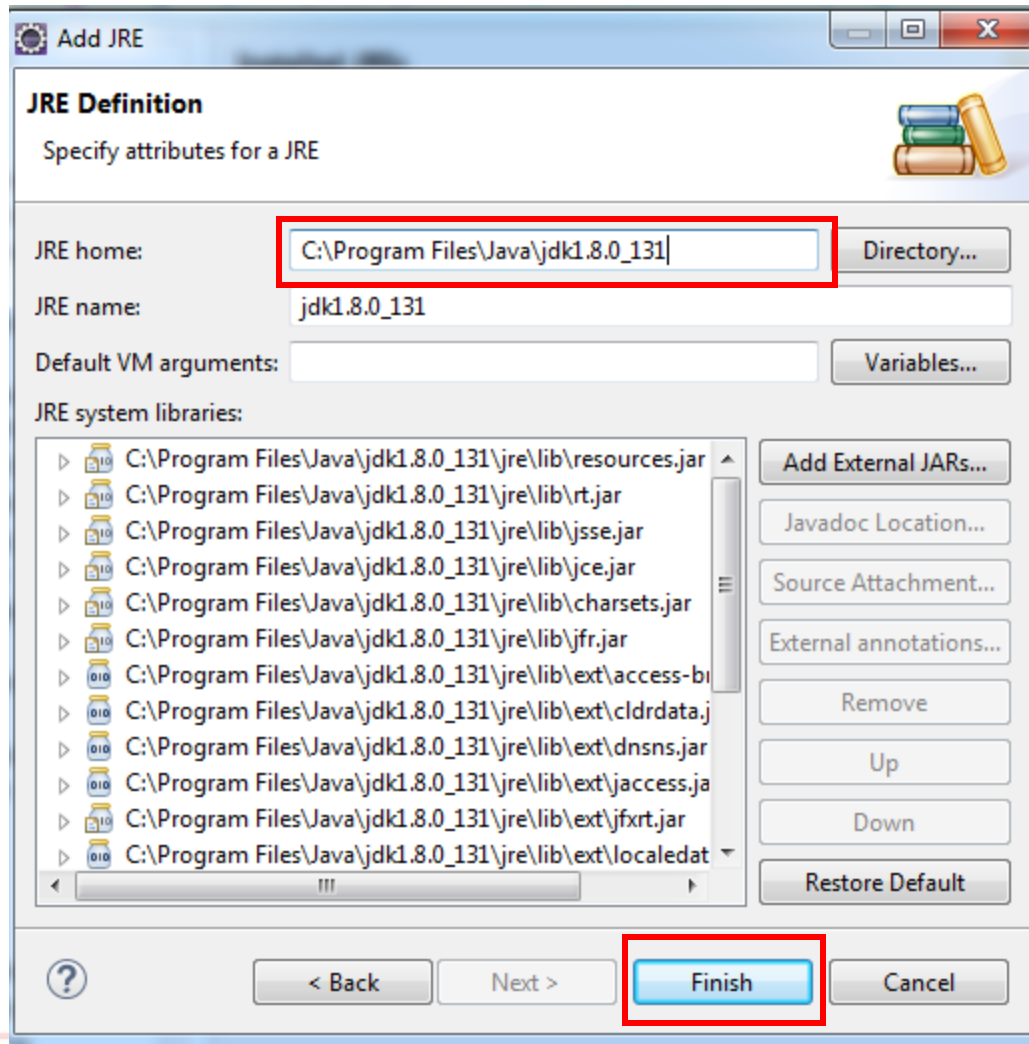 Add JRE
JRE Definition
Specify attributes for a JRE
JRE home: C:\Program Files\Java\jdk1.8.0_131 Directory...
JRE name: jdk1.8.0_131
Default VM arguments: Variables...
JRE system libraries:
C:\Program Files\Java\jdk1.8.0_131\jre\lib\resources.jar
C:\Program Files\Java\jdk1.8.0_131\jre\lib\rt.jar
C:\Program Files\Java\jdk1.8.0_131\jre\lib\jsse.jar
C:\Program Files\Java\jdk1.8.0_131\jre\lib\jce.jar
C:\Program Files\Java\jdk1.8.0_131\jre\lib\charsets.jar
C:\Program Files\Java\jdk1.8.0_131\jre\lib\jfr.jar
C:\Program Files\Java\jdk1.8.0_131\jre\lib\ext\access-br
C:\Program Files\Java\jdk1.8.0_131\jre\lib\ext\cldrdata.j
C:\Program Files\Java\jdk1.8.0_131\jre\lib\ext\dnsns.jar
C:\Program Files\Java\jdk1.8.0_131\jre\lib\ext\jaccess.ja
C:\Program Files\Java\jdk1.8.0_131\jre\lib\ext\jfxrt.jar
C:\Program Files\Java\jdk1.8.0_131\jre\lib\ext\localedat
Add External JARs...
Javadoc Location...
Source Attachment...
External annotations...
Remove
Up
Down
Restore Default
< Back Next > Finish Cancel